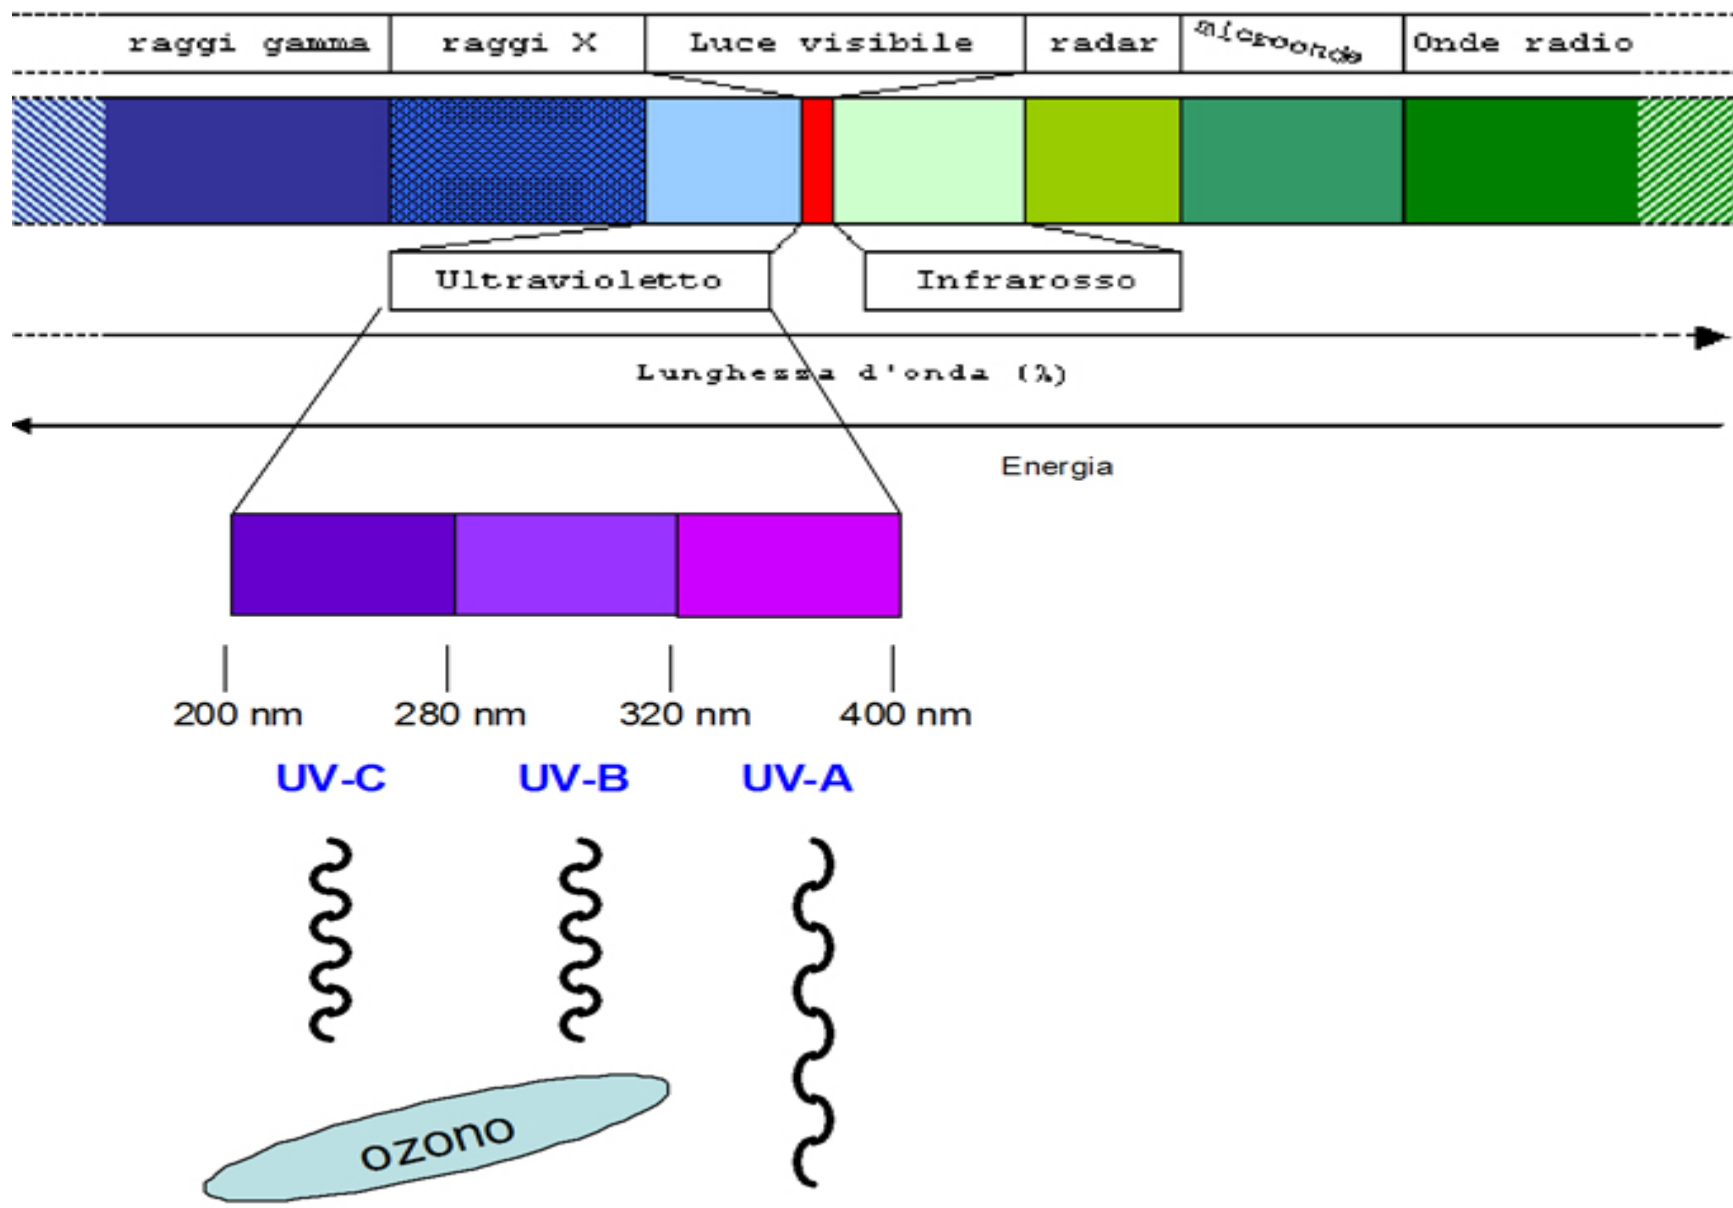 raggi gamma raggi X Luce visibile radar microonde Onde radio
Ultravioletto Infrarosso
Lunghezza d'onda (λ)
Energia
200 nm 280 nm 320 nm 400 nm
UV-C UV-B UV-A
ozono